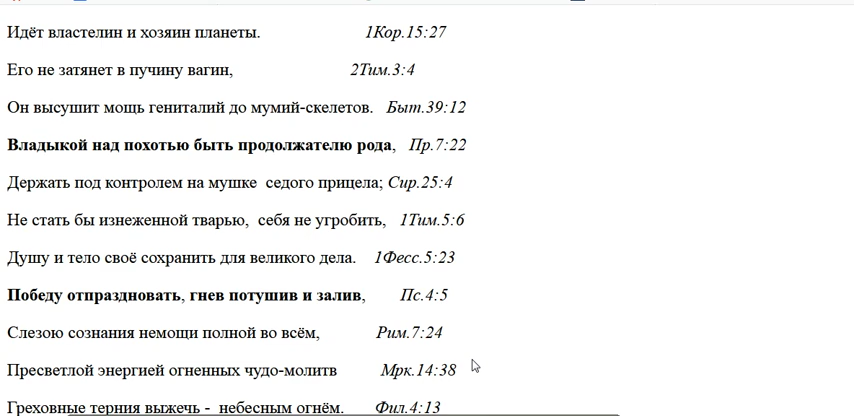 Идёт властелин и хозяин планеты. 1Кор.15:27
Его не затянет в пучину вагин, 2Тим.3:4
Он высушит мощь гениталий до мумий-скелетов. Быт.39:12
Владыкой над похотью быть продолжателю рода, Пр.7:22
Держать под контролем на мушке седого прицела; Сир.25:4
Не стать бы изнеженной тварью, себя не угробить, 1Тим.5:6
Душу и тело своё сохранить для великого дела. 1Фесс.5:23
Победу отпраздновать, гнев потушив и залив, Пс.4:5
Слезою сознания немощи полной во всём, Рим.7:24
Пресветлой энергией огненных чудо-молитв Мрк.14:38
Греховные терния выжечь - небесным огнём. Фил.4:13